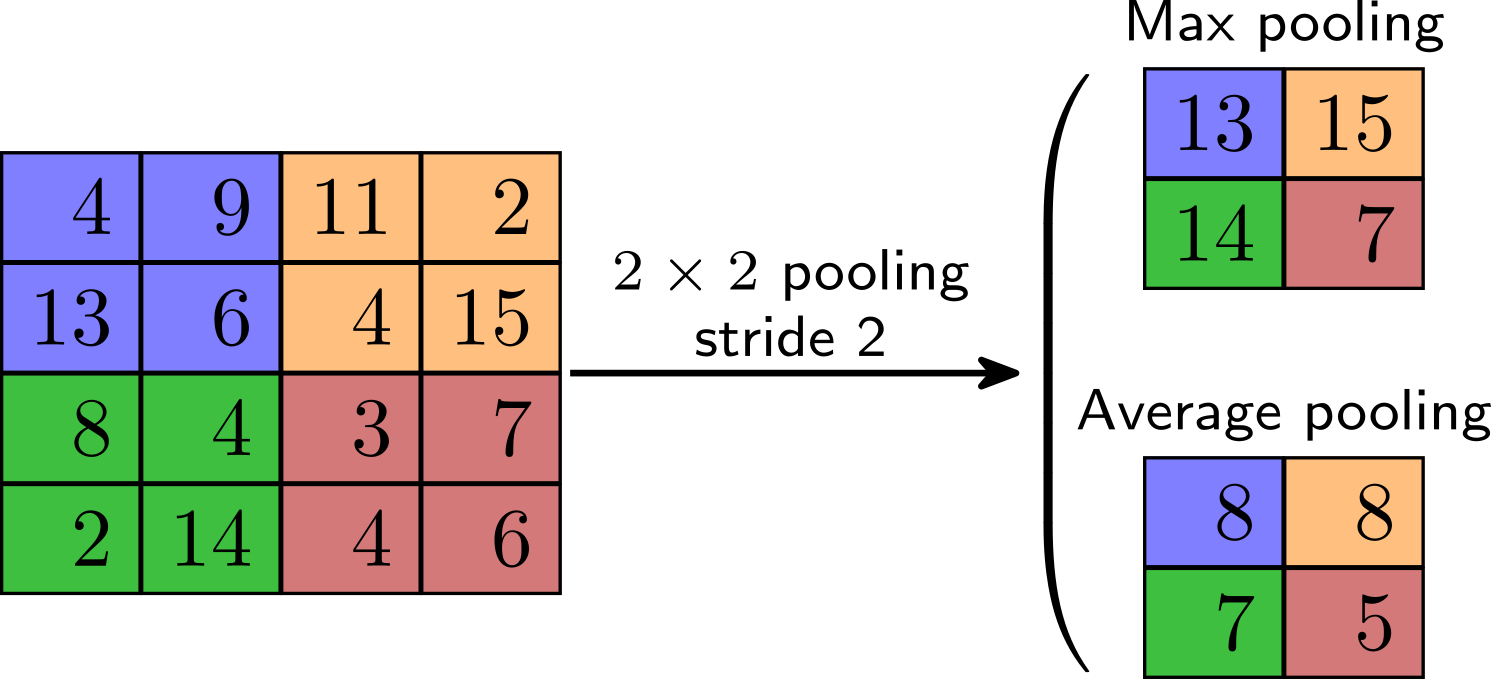 4 9 11 2
13 6 4 15
8 4 3 7
2 14 4 6
2 × 2 pooling
stride 2
Max pooling
13 15
14 7
Average pooling
8 8
7 5